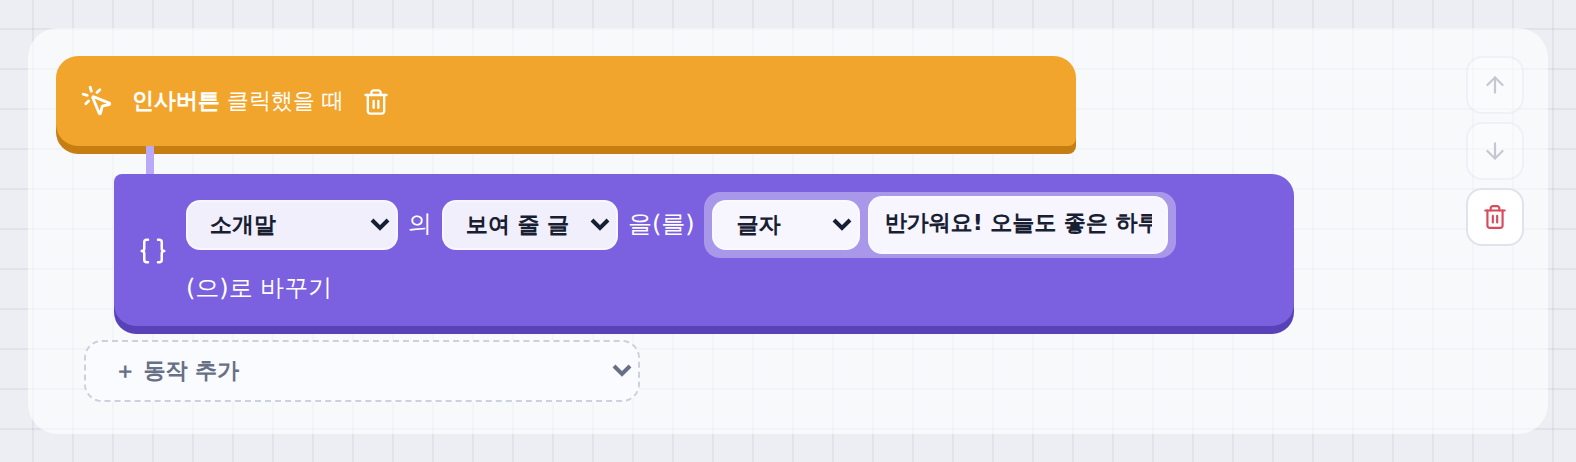 인사버튼 클릭했을 때
소개말 의 보여 줄 글 을(를) 글자 반가워요! 오늘도 좋은 하루
(으)로 바꾸기
+ 동작 추가